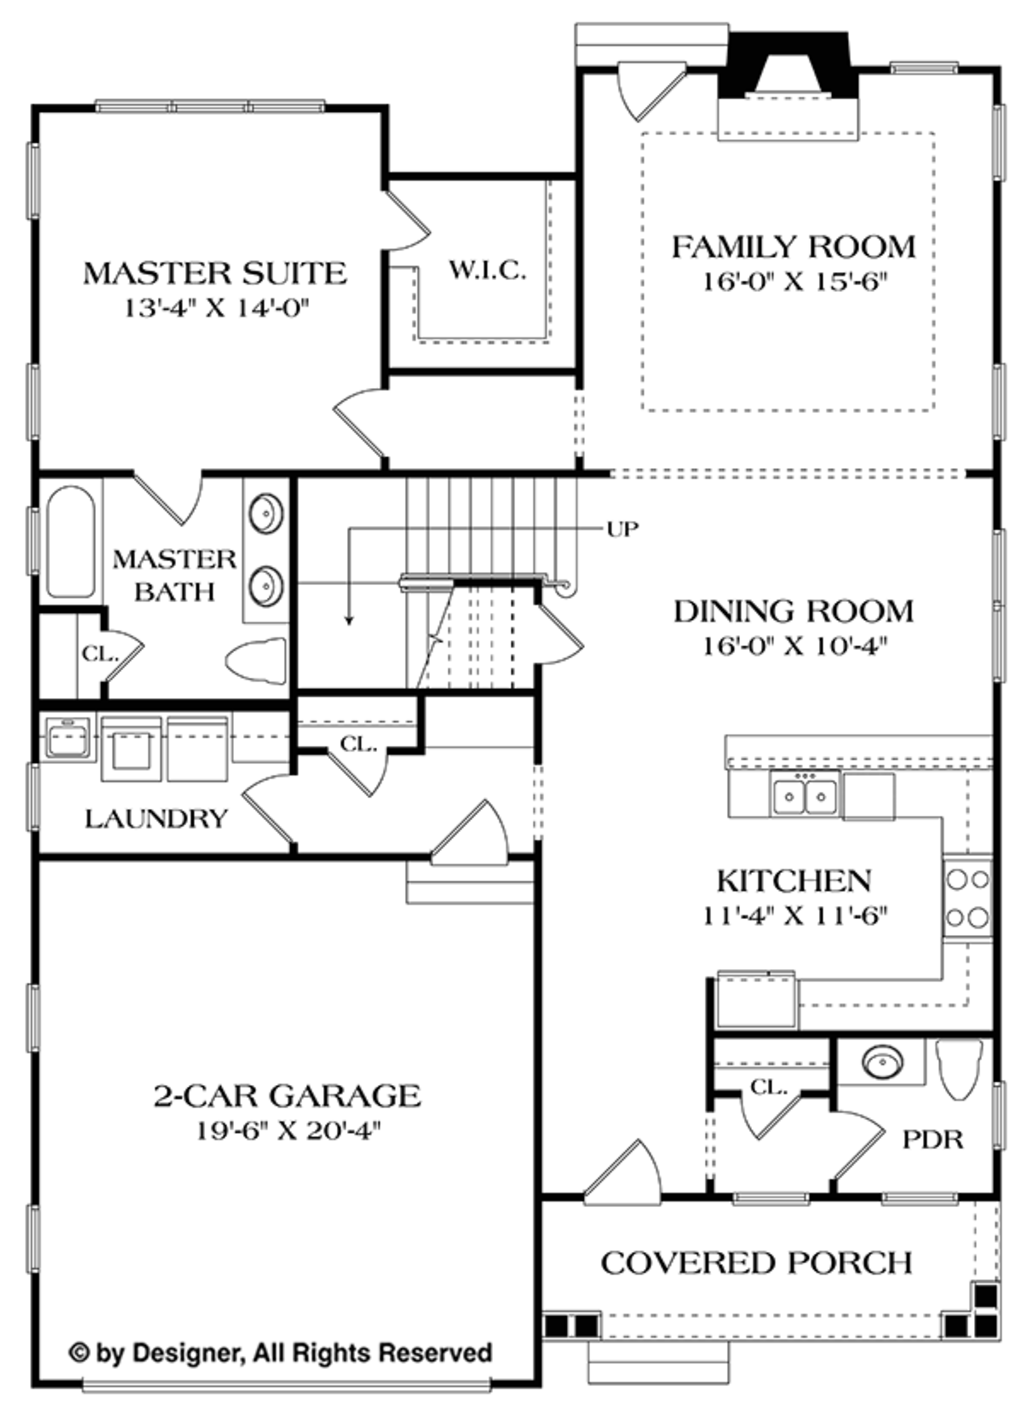 FAMILY ROOM
16'-0" X 15'-6"
MASTER SUITE
13'-4" X 14'-0"
W.I.C.
UP
MASTER
BATH
DINING ROOM
16'-0" X 10'-4"
CL.
CL.
LAUNDRY
KITCHEN
11'-4" X 11'-6"
2-CAR GARAGE
19'-6" X 20'-4"
CL.
PDR
COVERED PORCH
© by Designer, All Rights Reserved